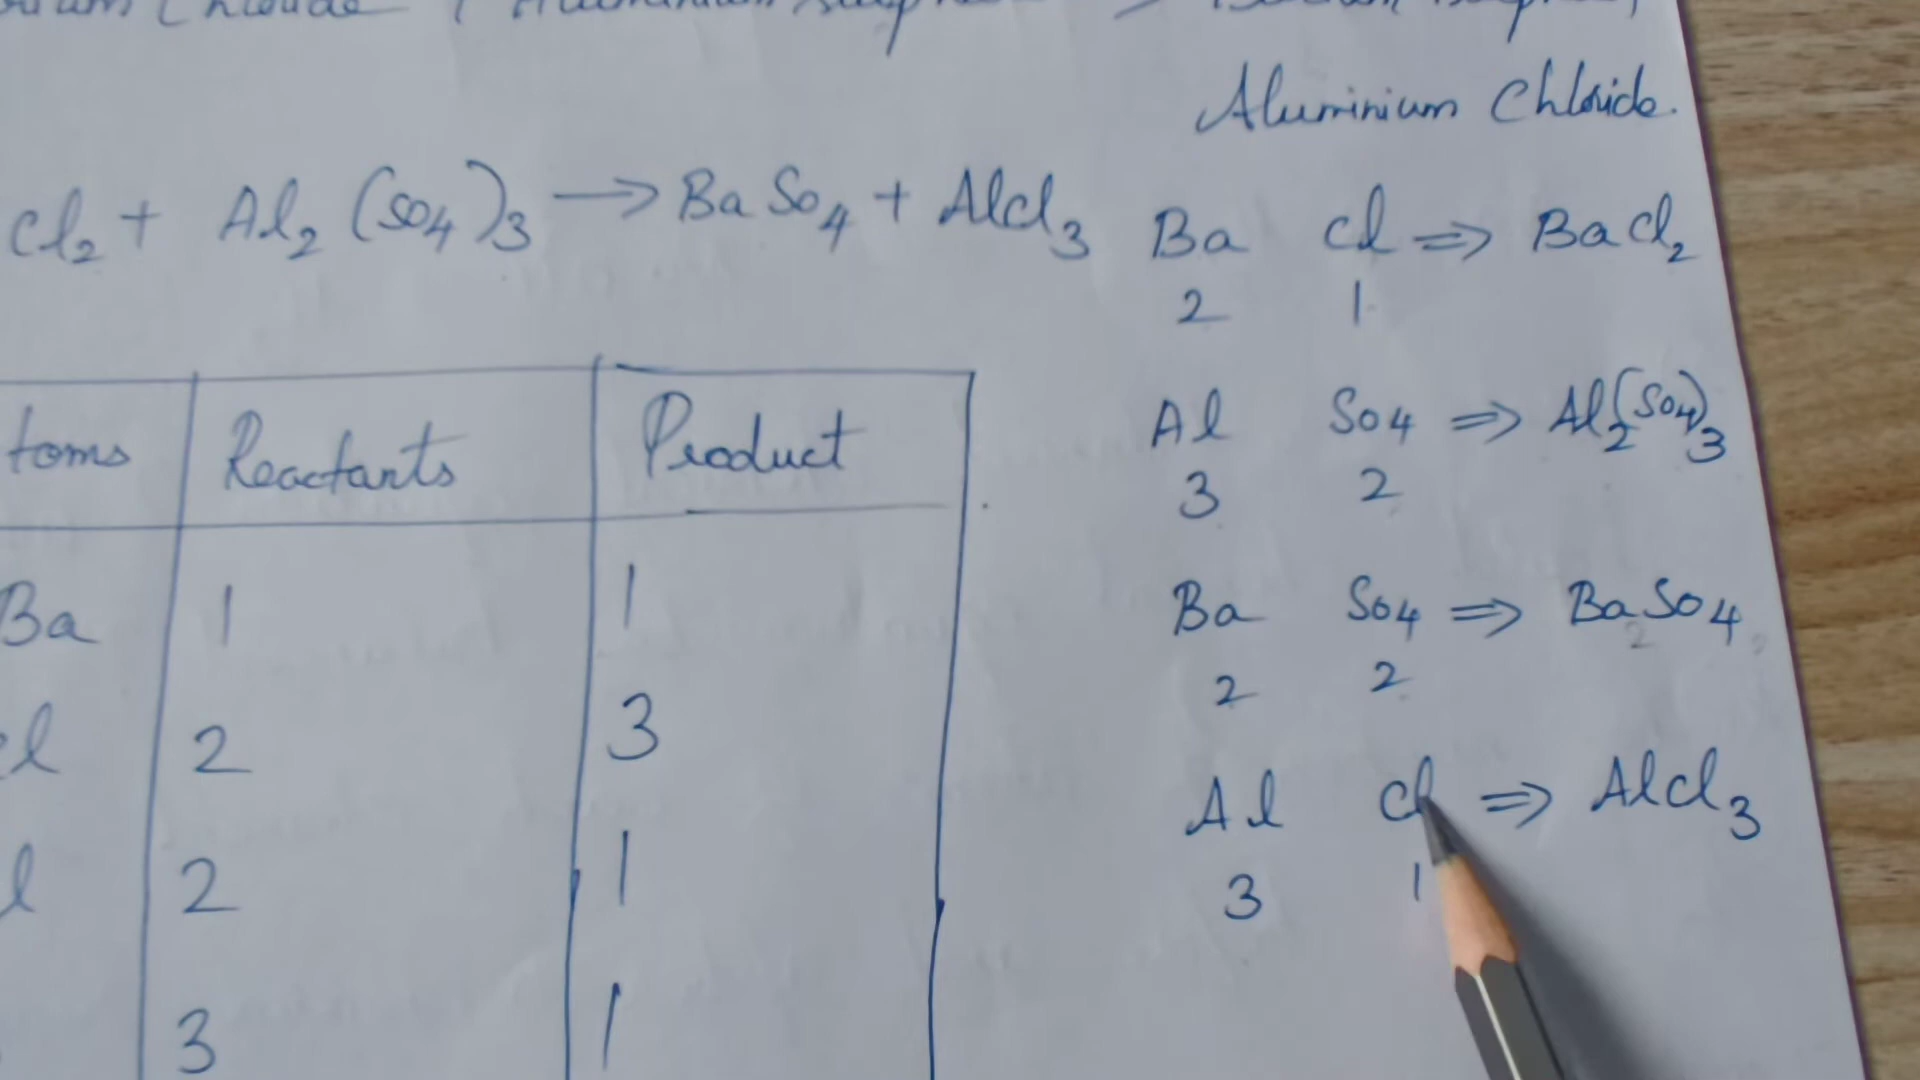 Chloride
Aluminium Chloride.
Cl₂ + Al₂ (SO₄)₃ → BaSO₄ + AlCl₃
Ba Cl ⇒ BaCl₂
2 1
toms Reactants Product
Al SO₄ ⇒ Al₂(SO₄)₃
3 2
Ba 1 1
Ba SO₄ ⇒ BaSO₄
2 2
l 2 3
Al Cl ⇒ AlCl₃
3 1
l 2 1
3 1